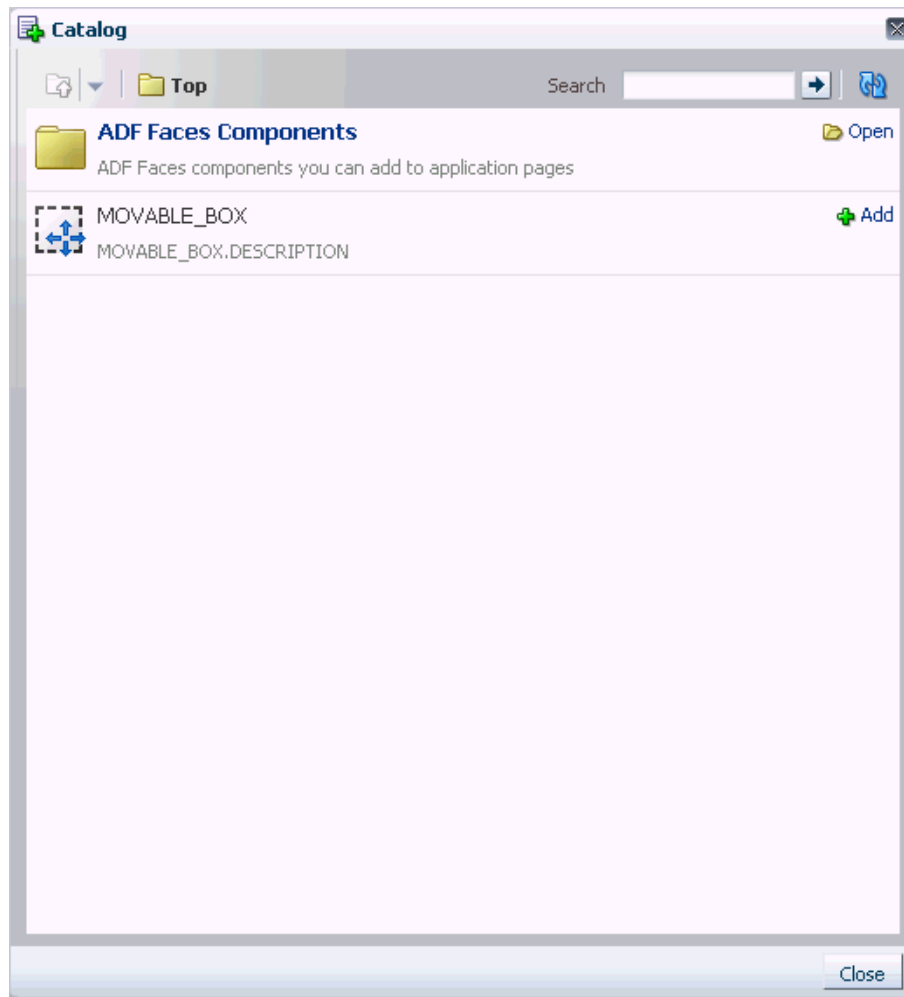 Catalog
Top
Search
ADF Faces Components
Open
ADF Faces components you can add to application pages
MOVABLE_BOX
Add
MOVABLE_BOX.DESCRIPTION
Close